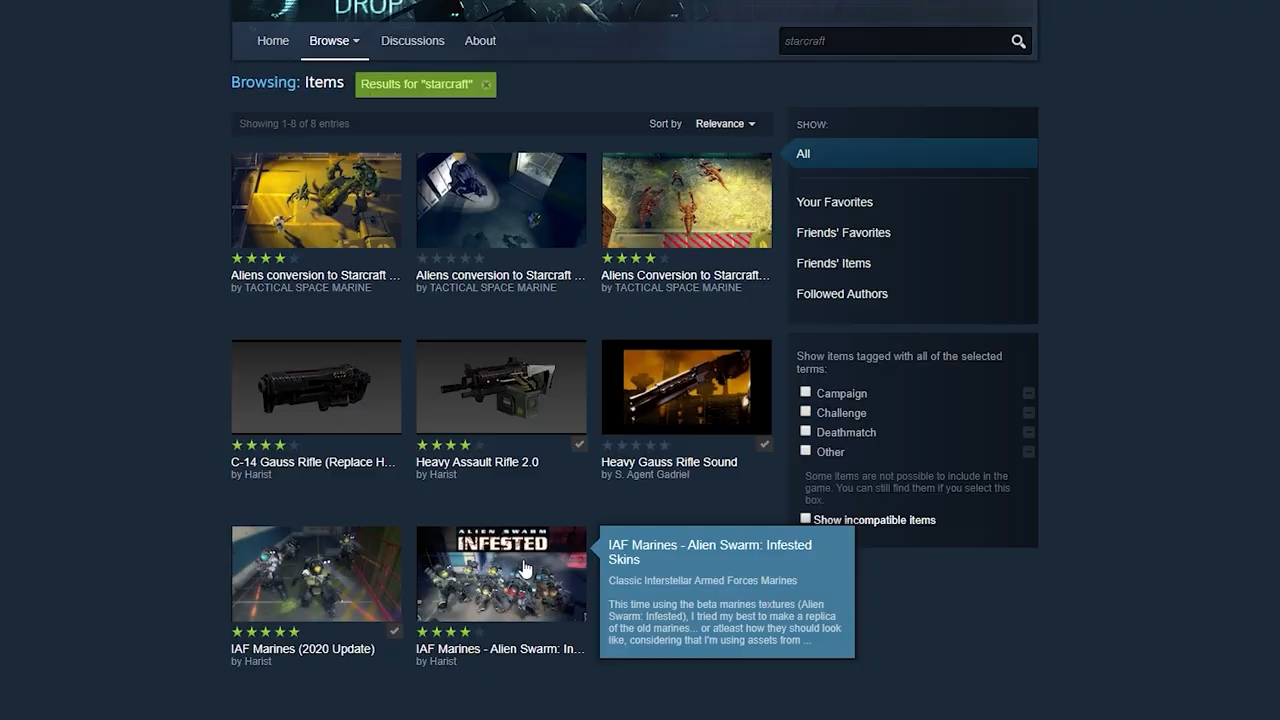 DROP
Home Browse Discussions About starcraft
Browsing: Items Results for "starcraft"
Showing 1-8 of 8 entries Sort by Relevance
SHOW:
All
Your Favorites
Friends' Favorites
Friends' Items
Followed Authors
Aliens conversion to Starcraft ... Aliens conversion to Starcraft ... Aliens Conversion to Starcraft...
by TACTICAL SPACE MARINE by TACTICAL SPACE MARINE by TACTICAL SPACE MARINE
Show items tagged with all of the selected
terms:
Campaign
Challenge
Deathmatch
Other
Some items are not possible to include in the
game. You can still find them if you select this
box.
Show incompatible items
C-14 Gauss Rifle (Replace H... Heavy Assault Rifle 2.0 Heavy Gauss Rifle Sound
by Harist by Harist by S. Agent Gadriel
ALIEN SWARM
INFESTED
IAF Marines (2020 Update) IAF Marines - Alien Swarm: In...
by Harist by Harist
IAF Marines - Alien Swarm: Infested
Skins
Classic Interstellar Armed Forces Marines
This time using the beta marines textures (Alien
Swarm: Infested), I tried my best to make a replica
of the old marines... or atleast how they should look
like, considering that I'm using assets from ...